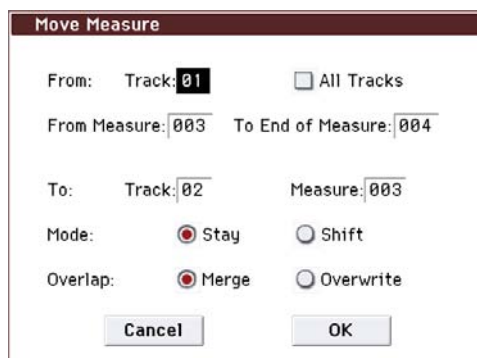 Move Measure
From: Track: 01 All Tracks
From Measure: 003 To End of Measure: 004
To: Track: 02 Measure: 003
Mode: Stay Shift
Overlap: Merge Overwrite
Cancel OK